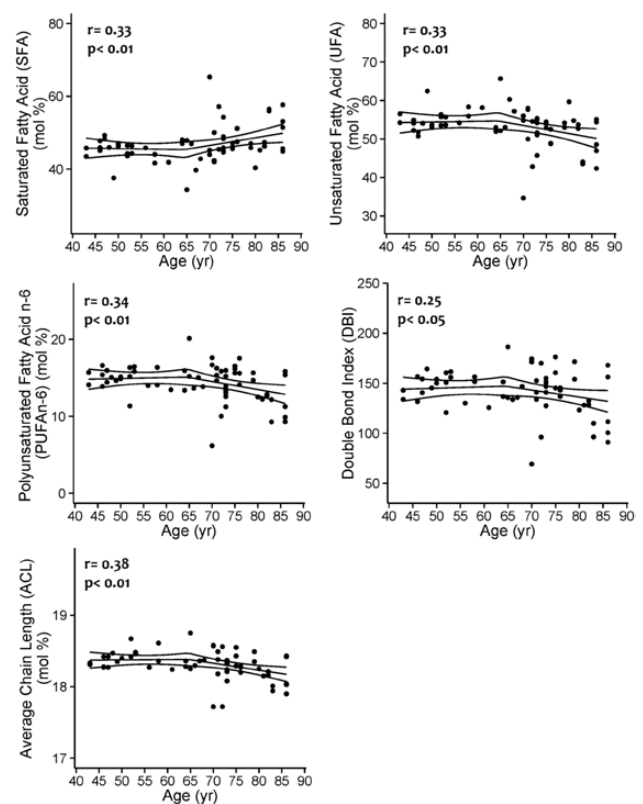 r= 0.33
p< 0.01
Saturated Fatty Acid (SFA)
(mol %)
80
60
40
40 45 50 55 60 65 70 75 80 85 90
Age (yr)
r= 0.33
p< 0.01
Unsaturated Fatty Acid (UFA)
(mol %)
80
70
60
50
40
30
40 45 50 55 60 65 70 75 80 85 90
Age (yr)
r= 0.34
p< 0.01
Polyunsaturated Fatty Acid n-6
(PUFAn-6) (mol %)
20
10
0
40 45 50 55 60 65 70 75 80 85 90
Age (yr)
r= 0.25
p< 0.05
Double Bond Index (DBI)
250
200
150
100
50
40 45 50 55 60 65 70 75 80 85 90
Age (yr)
r= 0.38
p< 0.01
Average Chain Length (ACL)
(mol %)
19
18
17
40 45 50 55 60 65 70 75 80 85 90
Age (yr)